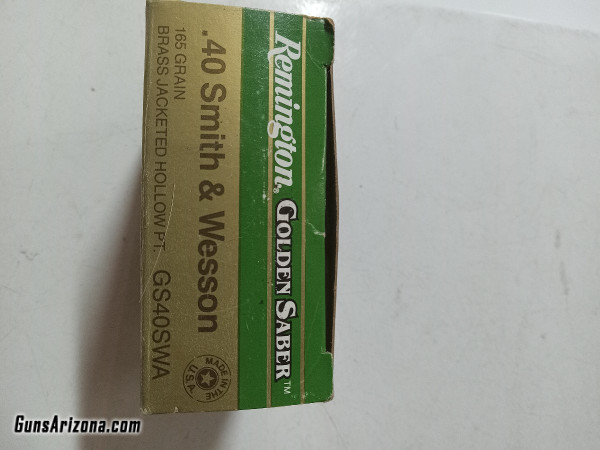 Remington® GOLDEN SABER™
.40 Smith & Wesson
165 GRAIN
BRASS JACKETED HOLLOW PT. GS40SWA
MADE IN THE U.S.A.
GunsArizona.com